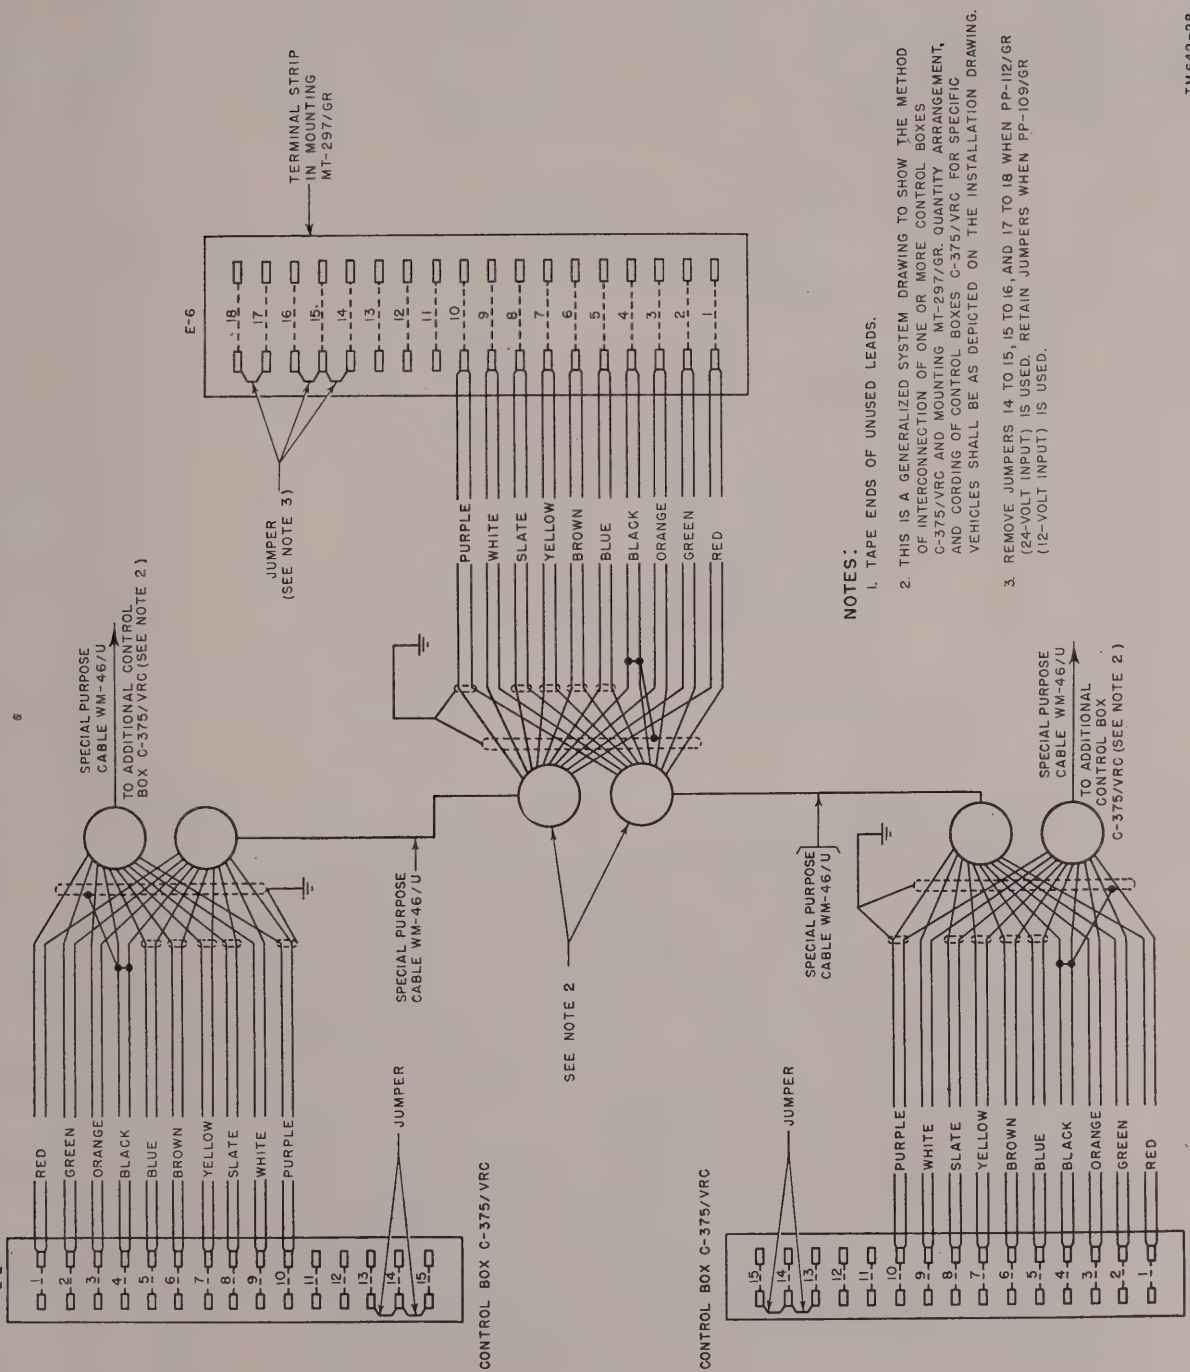 SPECIAL PURPOSE
CABLE WM-46/U
TO ADDITIONAL CONTROL
BOX C-375/VRC (SEE NOTE 2)
E-6
TERMINAL STRIP
IN MOUNTING
MT-297/GR
18
17
16
15
14
13
12
11
10
9
8
7
6
5
4
3
2
1
JUMPER
(SEE NOTE 3)
PURPLE
WHITE
SLATE
YELLOW
BROWN
BLUE
BLACK
ORANGE
GREEN
RED
RED
GREEN
ORANGE
BLACK
BLUE
BROWN
YELLOW
SLATE
WHITE
PURPLE
1
2
3
4
5
6
7
8
9
10
11
12
13
14
15
JUMPER
CONTROL BOX C-375/VRC
SPECIAL PURPOSE
CABLE WM-46/U
SEE NOTE 2
SPECIAL PURPOSE
CABLE WM-46/U
CONTROL BOX C-375/VRC
15
14
13
12
11
10
9
8
7
6
5
4
3
2
1
JUMPER
PURPLE
WHITE
SLATE
YELLOW
BROWN
BLUE
BLACK
ORANGE
GREEN
RED
SPECIAL PURPOSE
CABLE WM-46/U
TO ADDITIONAL
CONTROL BOX
C-375/VRC (SEE NOTE 2)
NOTES:
1. TAPE ENDS OF UNUSED LEADS.
2. THIS IS A GENERALIZED SYSTEM DRAWING TO SHOW THE METHOD
OF INTERCONNECTION OF ONE OR MORE CONTROL BOXES
C-375/VRC AND MOUNTING MT-297/GR. QUANTITY ARRANGEMENT,
AND CORDING OF CONTROL BOXES C-375/VRC FOR SPECIFIC
VEHICLES SHALL BE AS DEPICTED ON THE INSTALLATION DRAWING.
3. REMOVE JUMPERS 14 TO 15, 15 TO 16, AND 17 TO 18 WHEN PP-112/GR
(24-VOLT INPUT) IS USED. RETAIN JUMPERS WHEN PP-109/GR
(12-VOLT INPUT) IS USED.